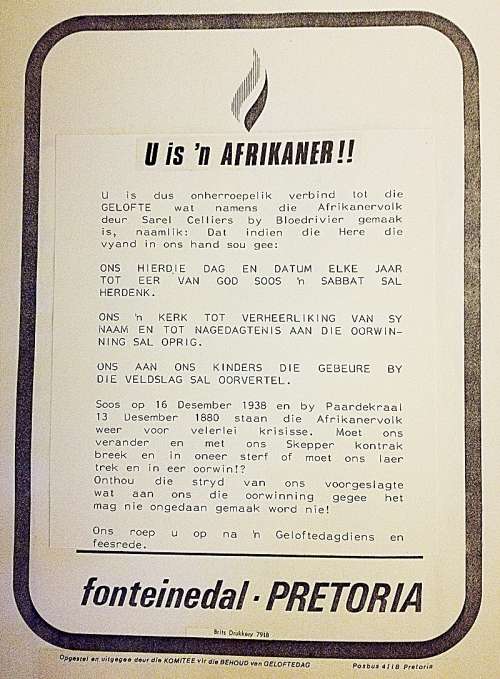 U is 'n AFRIKANER!!
U is dus onherroepelik verbind tot die
GELOFTE wat namens die Afrikanervolk
deur Sarel Celliers by Bloedrivier gemaak
is, naamlik: Dat indien die Here die
vyand in ons hand sou gee:
ONS HIERDIE DAG EN DATUM ELKE JAAR
TOT EER VAN GOD SOOS 'n SABBAT SAL
HERDENK.
ONS 'n KERK TOT VERHEERLIKING VAN SY
NAAM EN TOT NAGEDAGTENIS AAN DIE OORWIN-
NING SAL OPRIG.
ONS AAN ONS KINDERS DIE GEBEURE BY
DIE VELDSLAG SAL OORVERTEL.
Soos op 16 Desember 1938 en by Paardekraal
13 Desember 1880 staan die Afrikanervolk
weer voor velerlei krisisse. Moet ons
verander en met ons Skepper kontrak
breek en in oneer sterf of moet ons laer
trek en in eer oorwin!?
Onthou die stryd van ons voorgeslagte
wat aan ons die oorwinning gegee het
mag nie ongedaan gemaak word nie!
Ons roep u op na 'n Geloftedagdiens en
feesrede.
fonteinedal · PRETORIA
Brits Drukkery 7918
Opgestel en uitgegee deur die KOMITEE vir die BEHOUD van GELOFTEDAG Posbus 4118 Pretoria